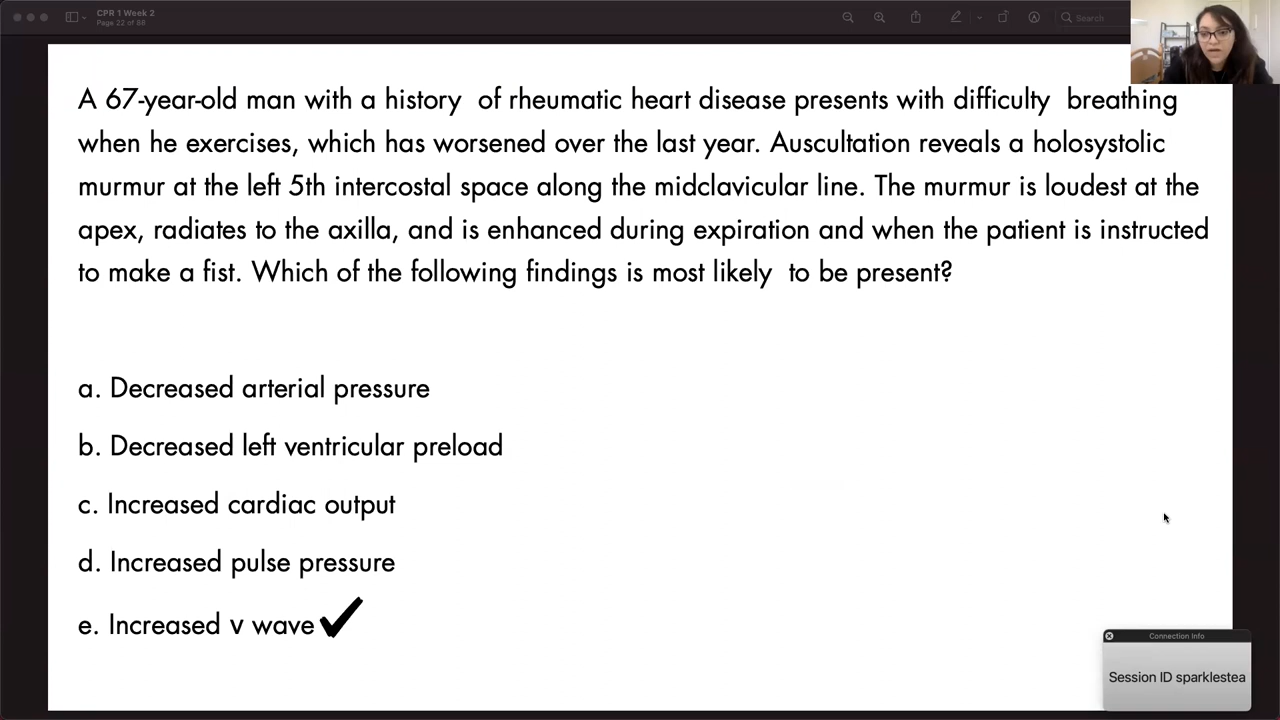 CPR 1 Week 2
Page 22 of 88
Search
A 67-year-old man with a history of rheumatic heart disease presents with difficulty breathing
when he exercises, which has worsened over the last year. Auscultation reveals a holosystolic
murmur at the left 5th intercostal space along the midclavicular line. The murmur is loudest at the
apex, radiates to the axilla, and is enhanced during expiration and when the patient is instructed
to make a fist. Which of the following findings is most likely to be present?
a. Decreased arterial pressure
b. Decreased left ventricular preload
c. Increased cardiac output
d. Increased pulse pressure
e. Increased v wave
Connection Info
Session ID sparklestea